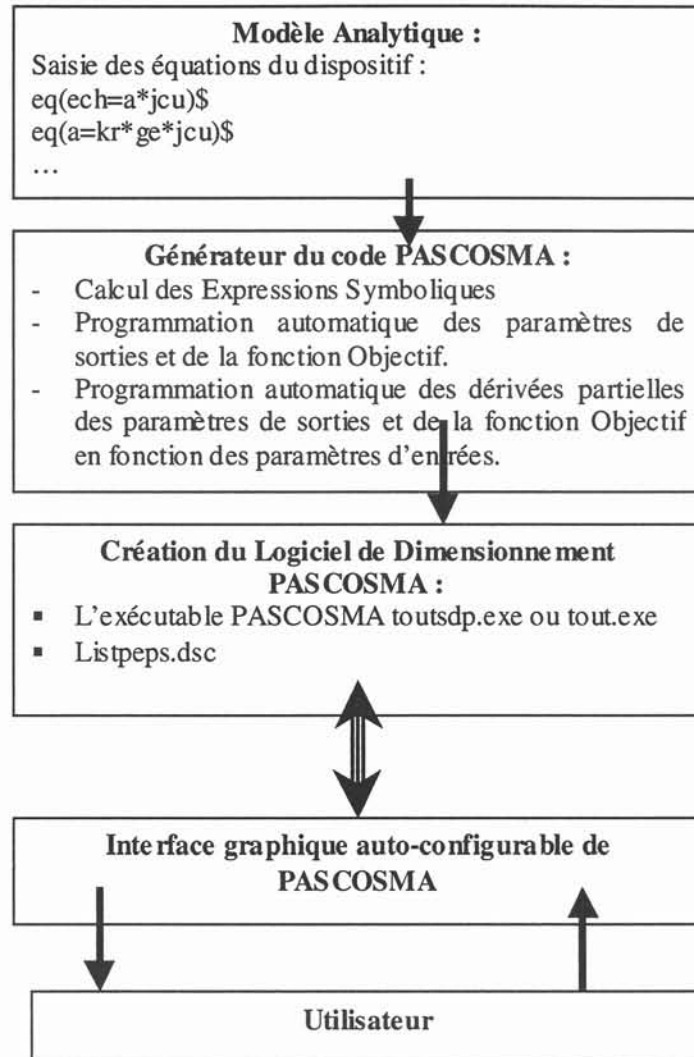 Modèle Analytique :
Saisie des équations du dispositif :
eq(ech=a*jcu)$
eq(a=kr*ge*jcu)$
…
Générateur du code PASCOSMA :
- Calcul des Expressions Symboliques
- Programmation automatique des paramètres de
sorties et de la fonction Objectif.
- Programmation automatique des dérivées partielles
des paramètres de sorties et de la fonction Objectif
en fonction des paramètres d'entrées.
Création du Logiciel de Dimensionnement
PASCOSMA :
▪ L'exécutable PASCOSMA toutsdp.exe ou tout.exe
▪ Listpeps.dsc
Interface graphique auto-configurable de
PASCOSMA
Utilisateur